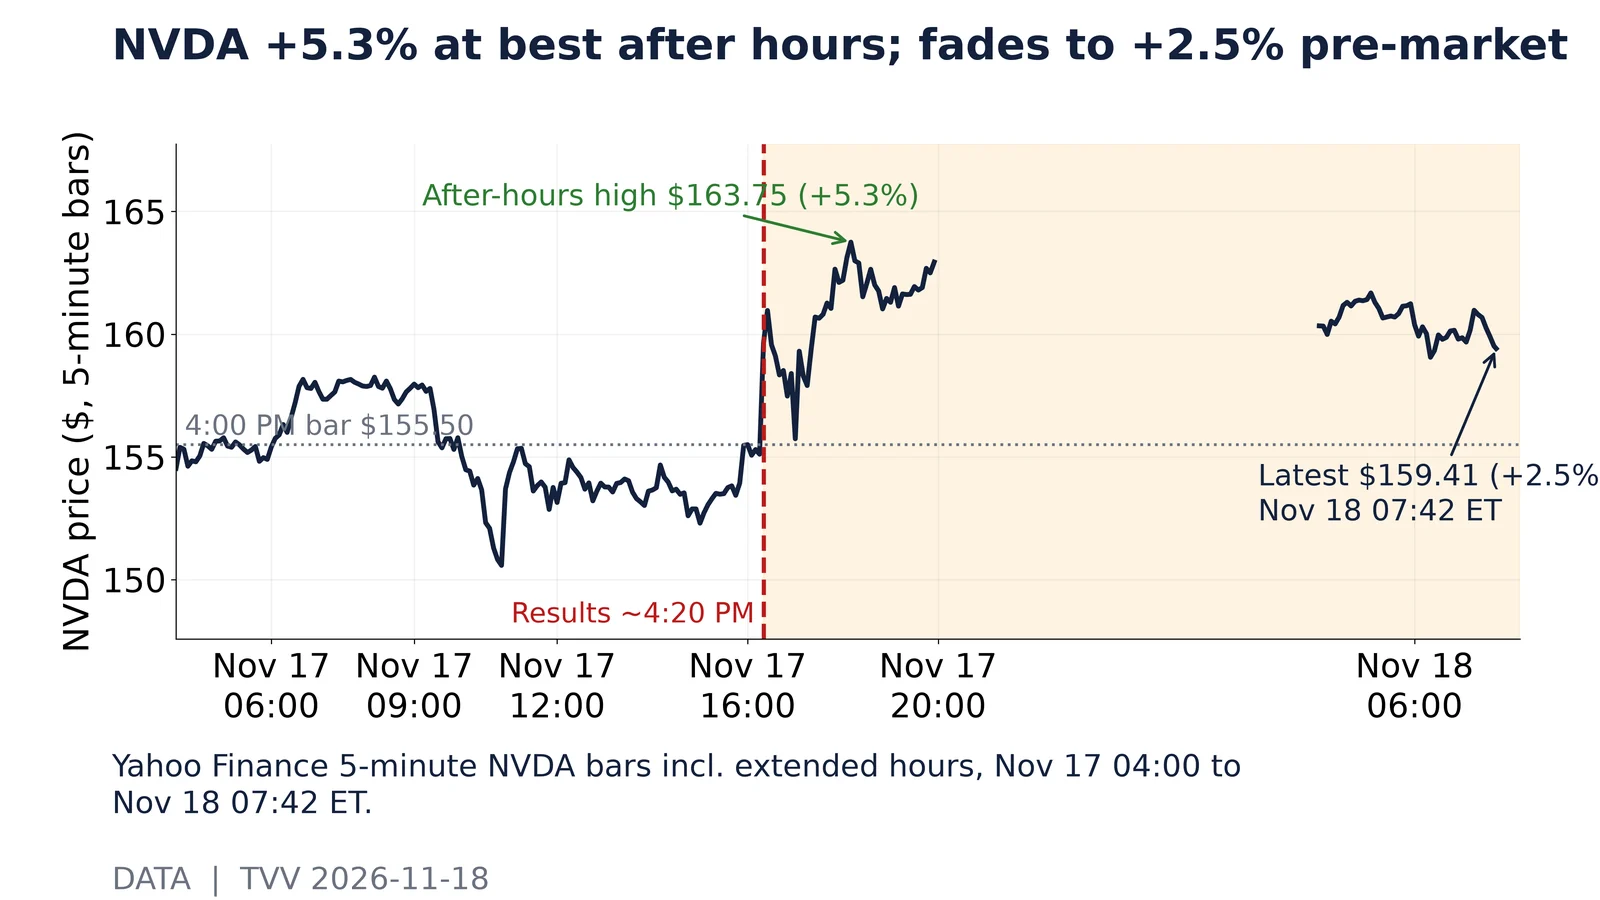 NVDA +5.3% at best after hours; fades to +2.5% pre-market
NVDA price ($, 5-minute bars)
165
160
155
150
After-hours high $163.75 (+5.3%)
4:00 PM bar $155.50
Results ~4:20 PM
Latest $159.41 (+2.5%
Nov 18 07:42 ET
Nov 17
06:00
Nov 17
09:00
Nov 17
12:00
Nov 17
16:00
Nov 17
20:00
Nov 18
06:00
Yahoo Finance 5-minute NVDA bars incl. extended hours, Nov 17 04:00 to
Nov 18 07:42 ET.
DATA | TVV 2026-11-18